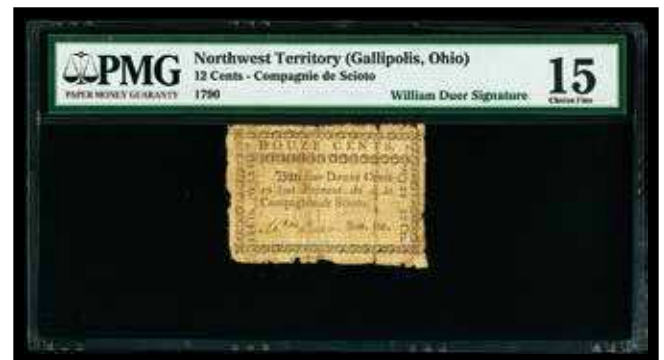 PMG
PAPER MONEY GUARANTY
Northwest Territory (Gallipolis, Ohio)
12 Cents - Compagnie de Scioto
1790
William Duer Signature
15
Choice Fine
DOUZE CENTS.
Bon pour Douze Cents
Compagnie de Scioto